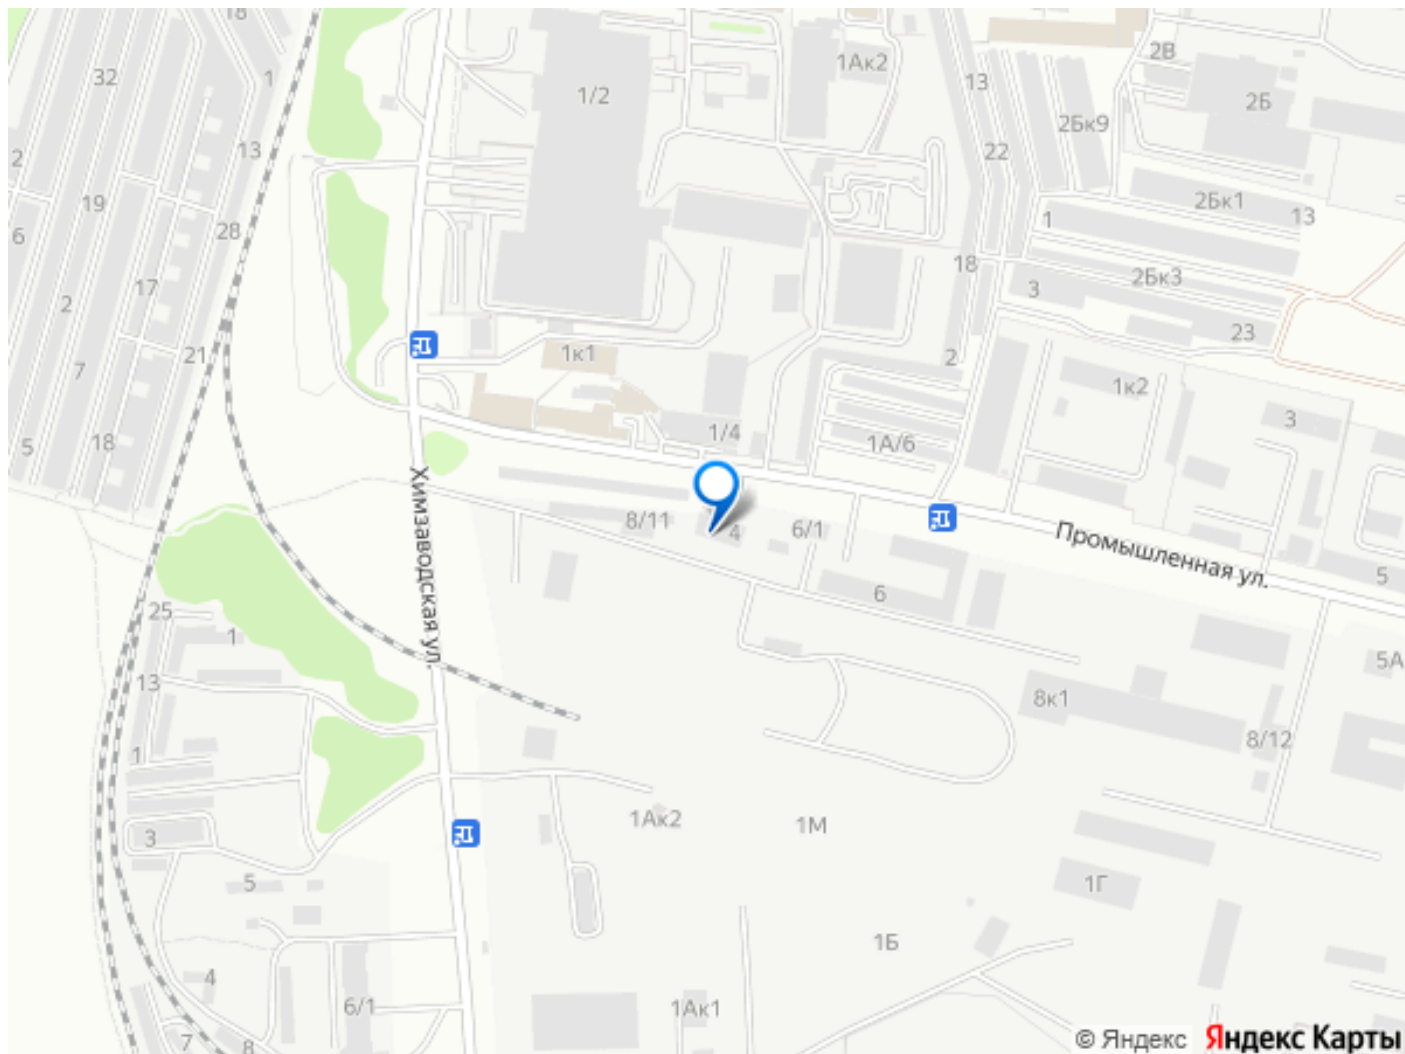 18
2В
1Ак2
32
1
13
2Б
1/2
2Бк9
13
22
2
19
2Бк1
13
1
6
28
18
2Бк3
17
3
2
23
21
1к1
2
7
1к2
3
1/4
18
1А/6
5
8/11
4
6/1
Промышленная ул.
Химзаводская ул.
5
6
25
1
5А
13
8к1
8/12
1
1Ак2
1М
3
5
1Г
1Б
4
6/1
1Ак1
7
8
© Яндекс
Яндекс Карты